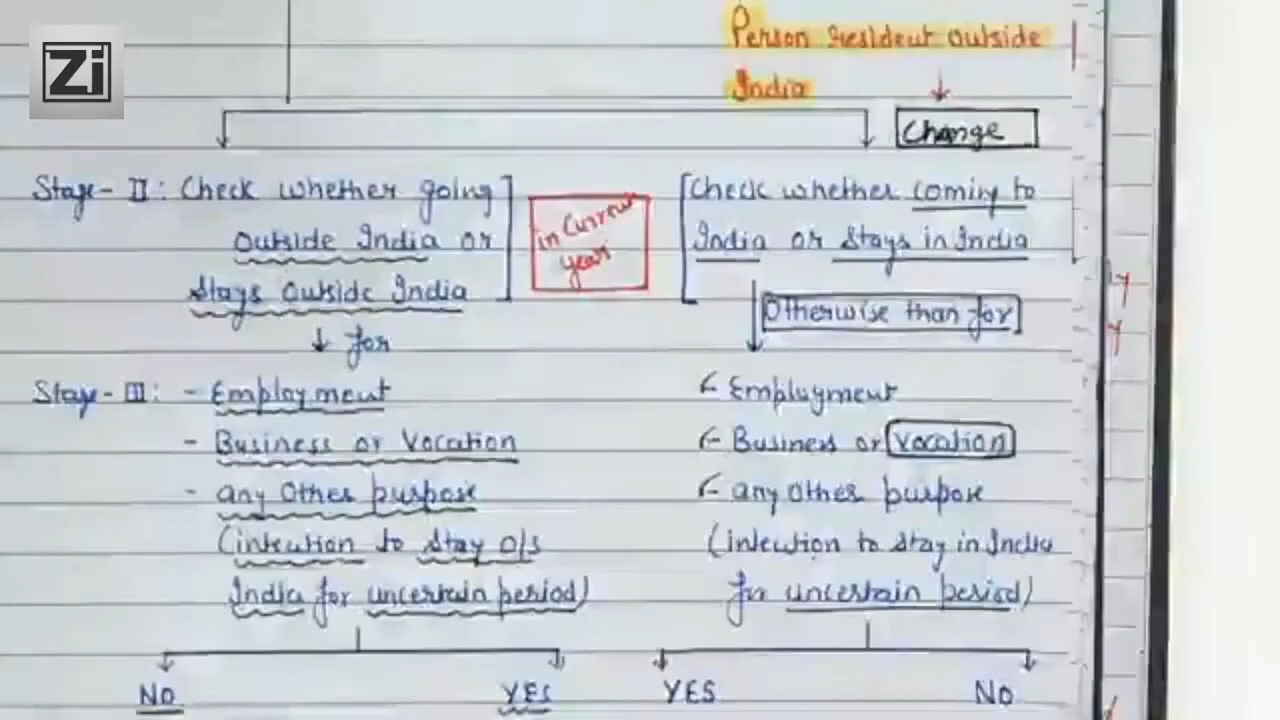 Zi
Person resident outside
India
Change
Stage- II: Check whether going
outside India or
Stays outside India
in Current
year
Check whether coming to
India or Stays in India
Otherwise than for
↓ for
Stage- III: - Employment
- Business or Vocation
- any other purpose
(intention to stay o/s
India for uncertain period)
Employment
Business or Vocation
any other purpose
(intention to stay in India
for uncertain period)
NO
YES
YES
NO